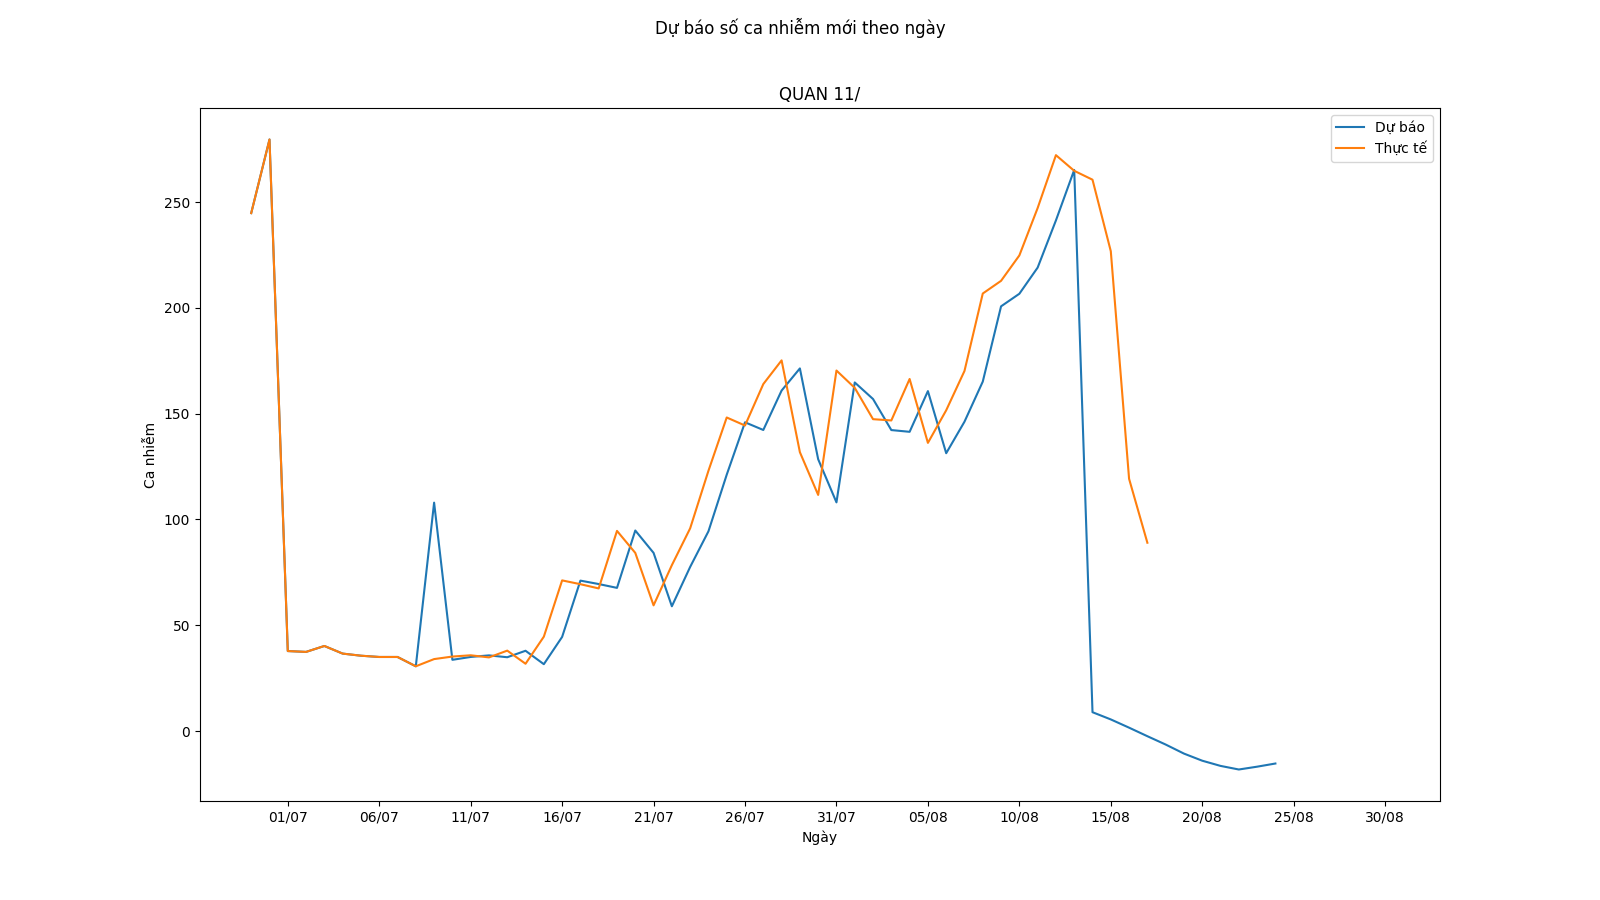 Dự báo số ca nhiễm mới theo ngày
QUAN 11/
Dự báo
Thực tế
Ca nhiễm
250
200
150
100
50
0
01/07 06/07 11/07 16/07 21/07 26/07 31/07 05/08 10/08 15/08 20/08 25/08 30/08
Ngày